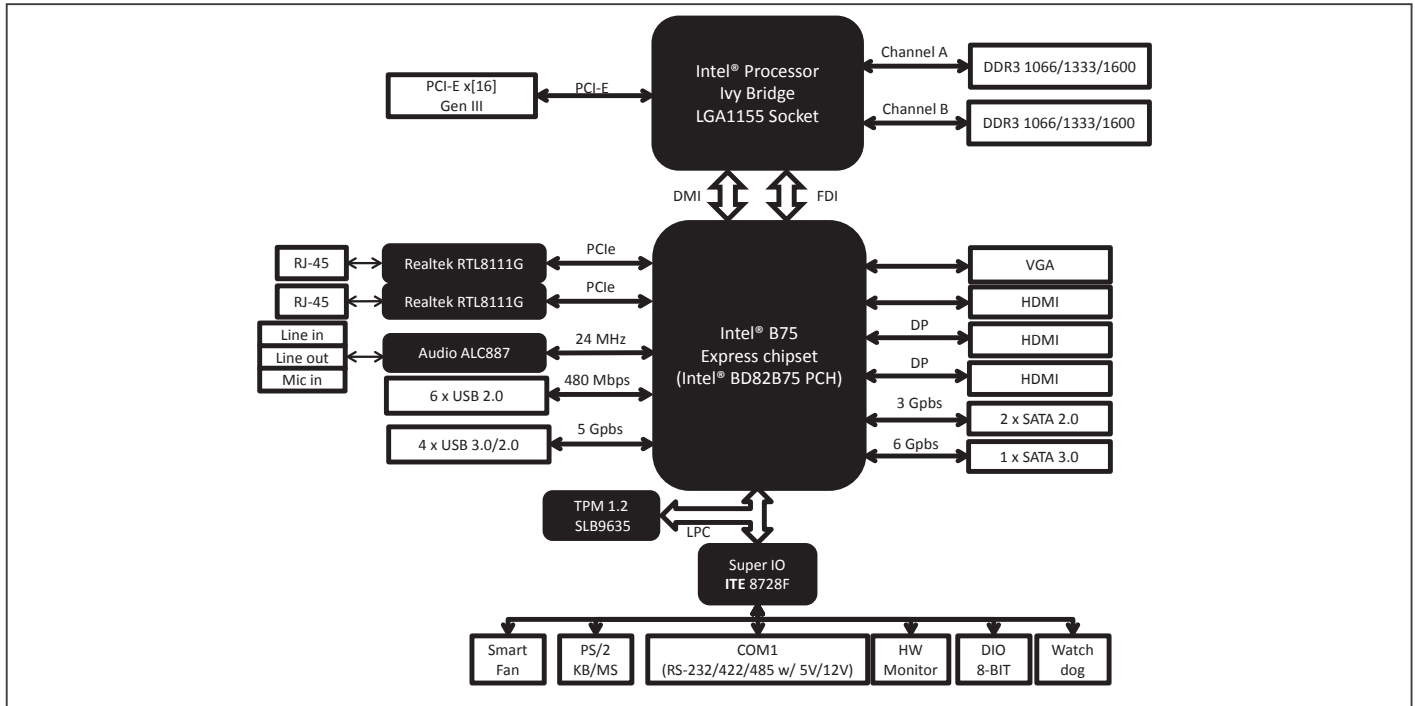 Intel® Processor
Ivy Bridge
LGA1155 Socket
PCI-E x[16]
Gen III
PCI-E
Channel A
DDR3 1066/1333/1600
Channel B
DDR3 1066/1333/1600
DMI
FDI
RJ-45
Realtek RTL8111G
PCIe
RJ-45
Realtek RTL8111G
PCIe
Line in
Line out
Mic in
Audio ALC887
24 MHz
6 x USB 2.0
480 Mbps
4 x USB 3.0/2.0
5 Gpbs
Intel® B75
Express chipset
(Intel® BD82B75 PCH)
VGA
HDMI
DP
HDMI
DP
HDMI
3 Gpbs
2 x SATA 2.0
6 Gpbs
1 x SATA 3.0
TPM 1.2
SLB9635
LPC
Super IO
ITE 8728F
Smart
Fan
PS/2
KB/MS
COM1
(RS-232/422/485 w/ 5V/12V)
HW
Monitor
DIO
8-BIT
Watch
dog